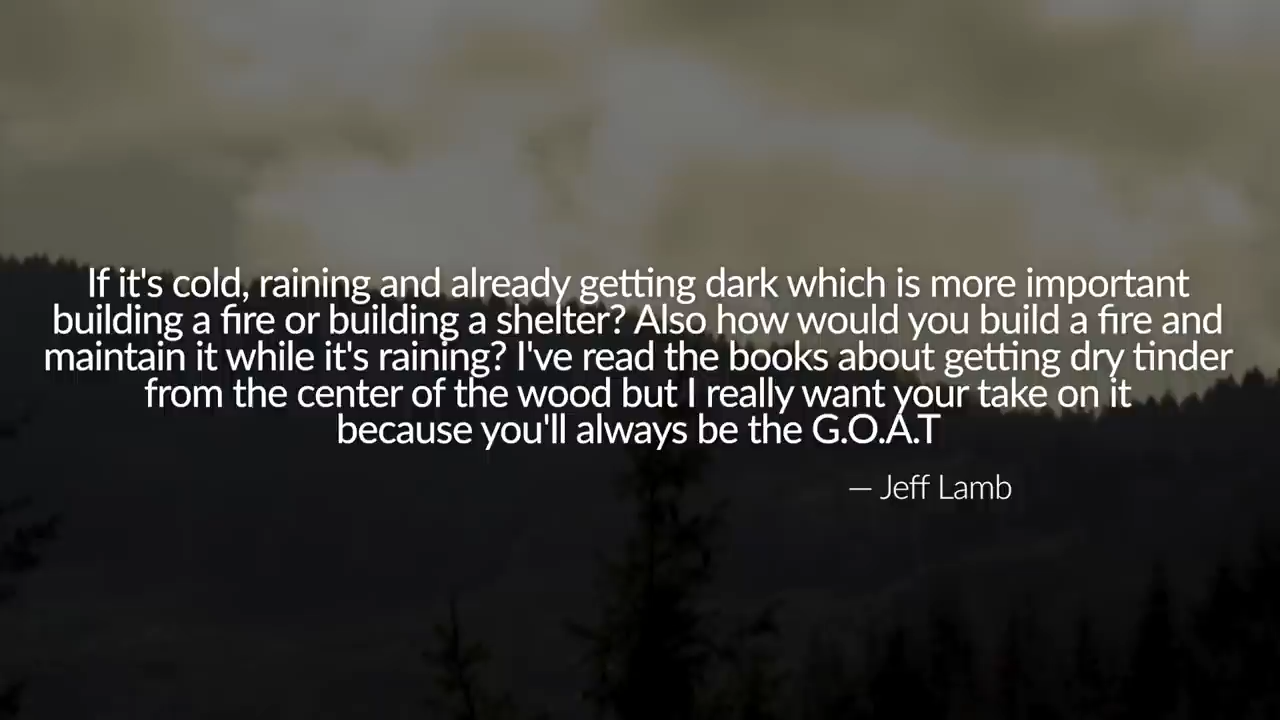 If it's cold, raining and already getting dark which is more important
building a fire or building a shelter? Also how would you build a fire and
maintain it while it's raining? I've read the books about getting dry tinder
from the center of the wood but I really want your take on it
because you'll always be the G.O.A.T
— Jeff Lamb